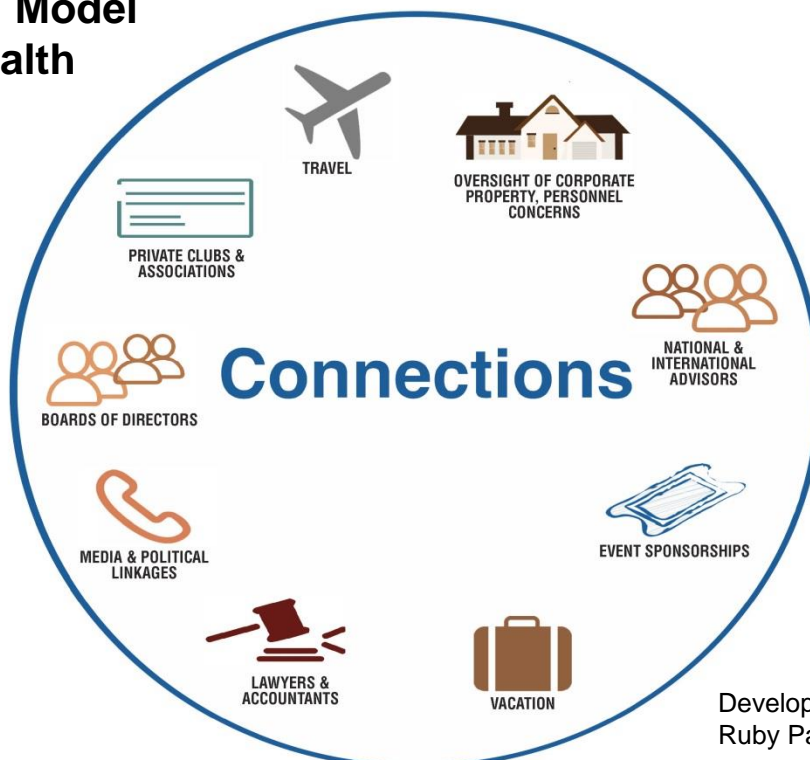 Model
alth
TRAVEL
OVERSIGHT OF CORPORATE
PROPERTY, PERSONNEL
CONCERNS
PRIVATE CLUBS &
ASSOCIATIONS
NATIONAL &
INTERNATIONAL
ADVISORS
Connections
BOARDS OF DIRECTORS
MEDIA & POLITICAL
LINKAGES
EVENT SPONSORSHIPS
LAWYERS &
ACCOUNTANTS
VACATION
Develop
Ruby Pa